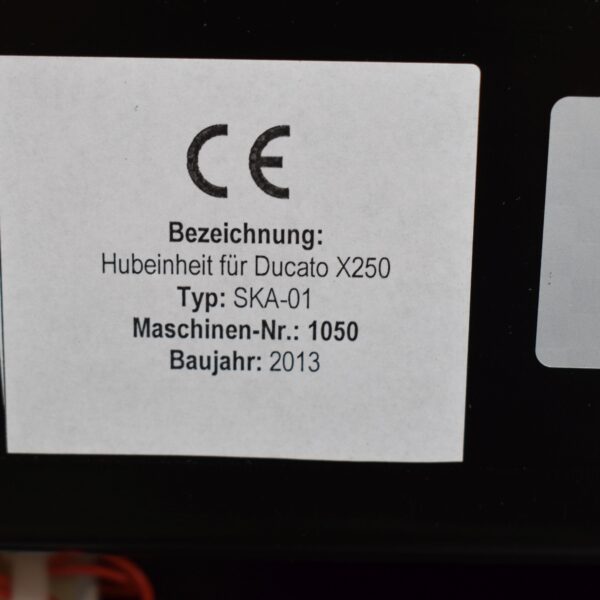 CE
Bezeichnung:
Hubeinheit für Ducato X250
Typ: SKA-01
Maschinen-Nr.: 1050
Baujahr: 2013